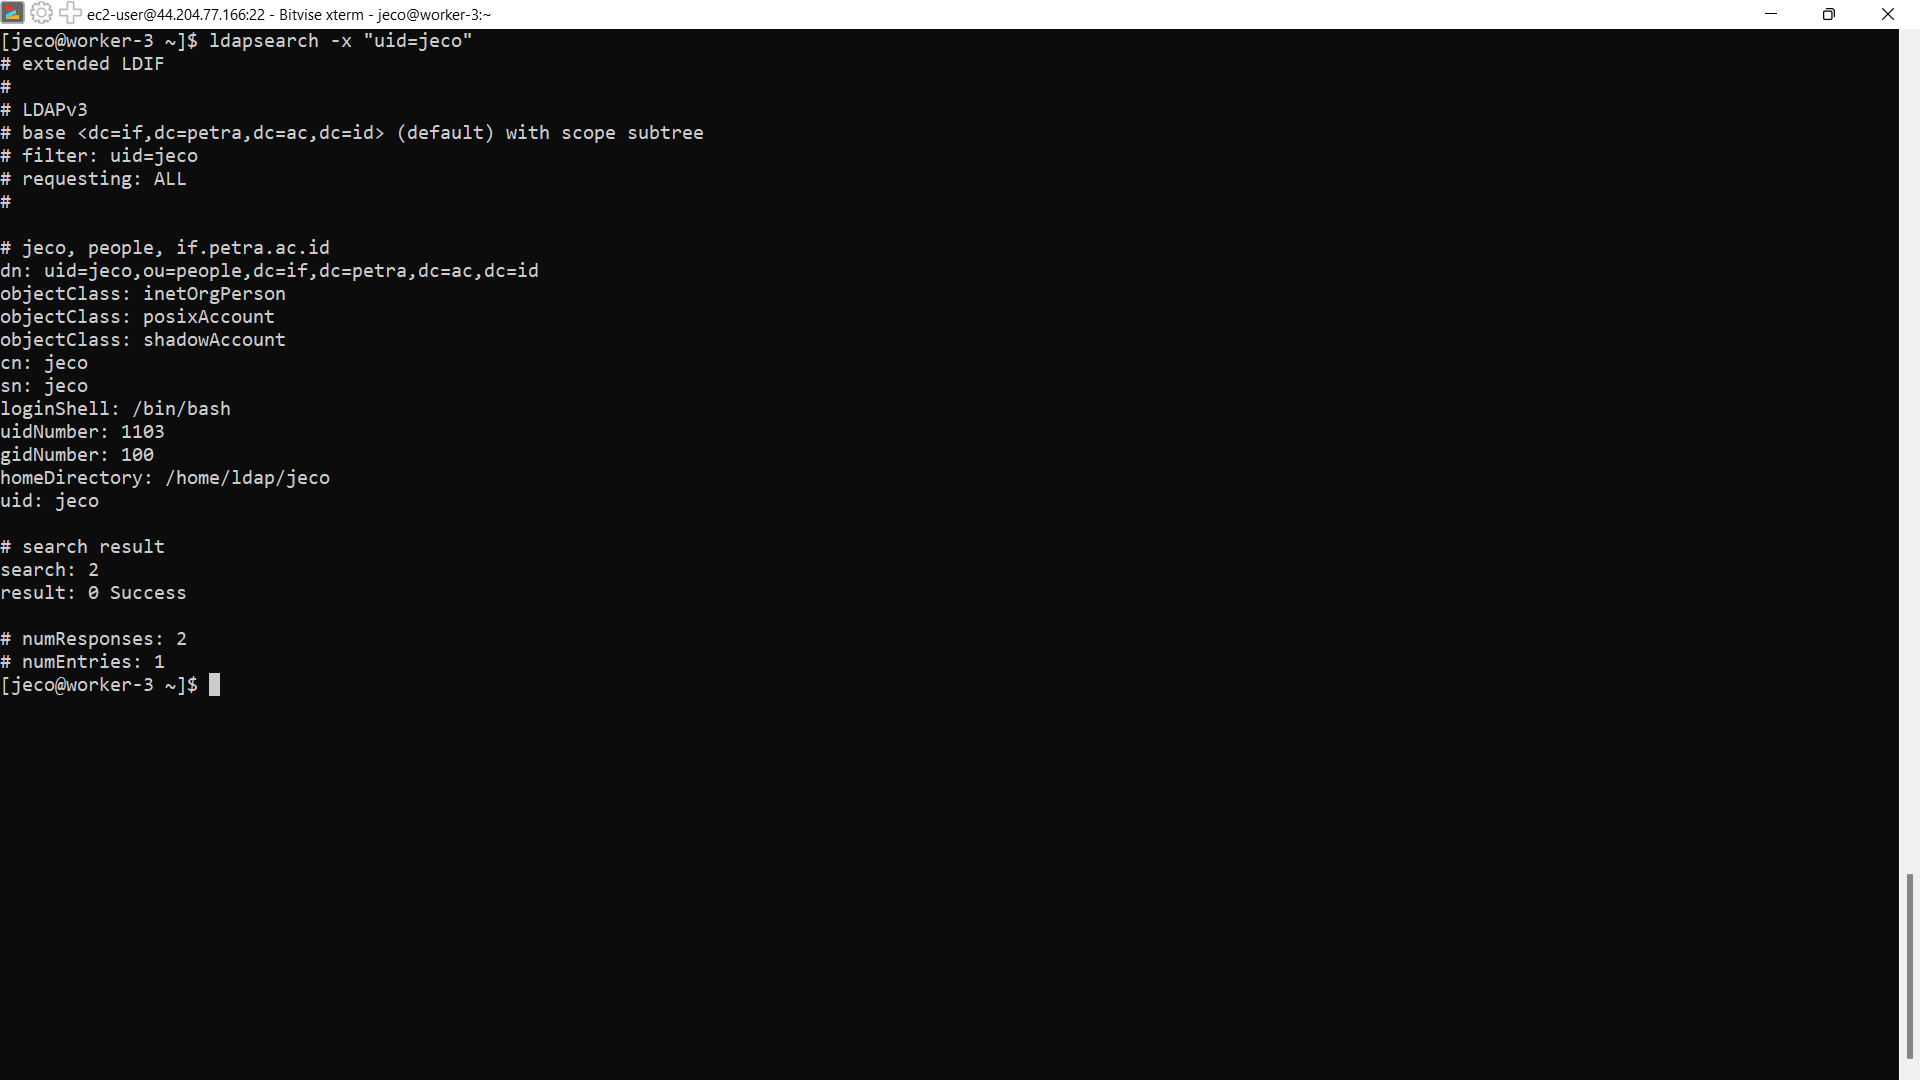 ec2-user@44.204.77.166:22 - Bitvise xterm - jeco@worker-3:~
[jeco@worker-3 ~]$ ldapsearch -x "uid=jeco"
# extended LDIF
#
# LDAPv3
# base <dc=if,dc=petra,dc=ac,dc=id> (default) with scope subtree
# filter: uid=jeco
# requesting: ALL
#
# jeco, people, if.petra.ac.id
dn: uid=jeco,ou=people,dc=if,dc=petra,dc=ac,dc=id
objectClass: inetOrgPerson
objectClass: posixAccount
objectClass: shadowAccount
cn: jeco
sn: jeco
loginShell: /bin/bash
uidNumber: 1103
gidNumber: 100
homeDirectory: /home/ldap/jeco
uid: jeco
# search result
search: 2
result: 0 Success
# numResponses: 2
# numEntries: 1
[jeco@worker-3 ~]$